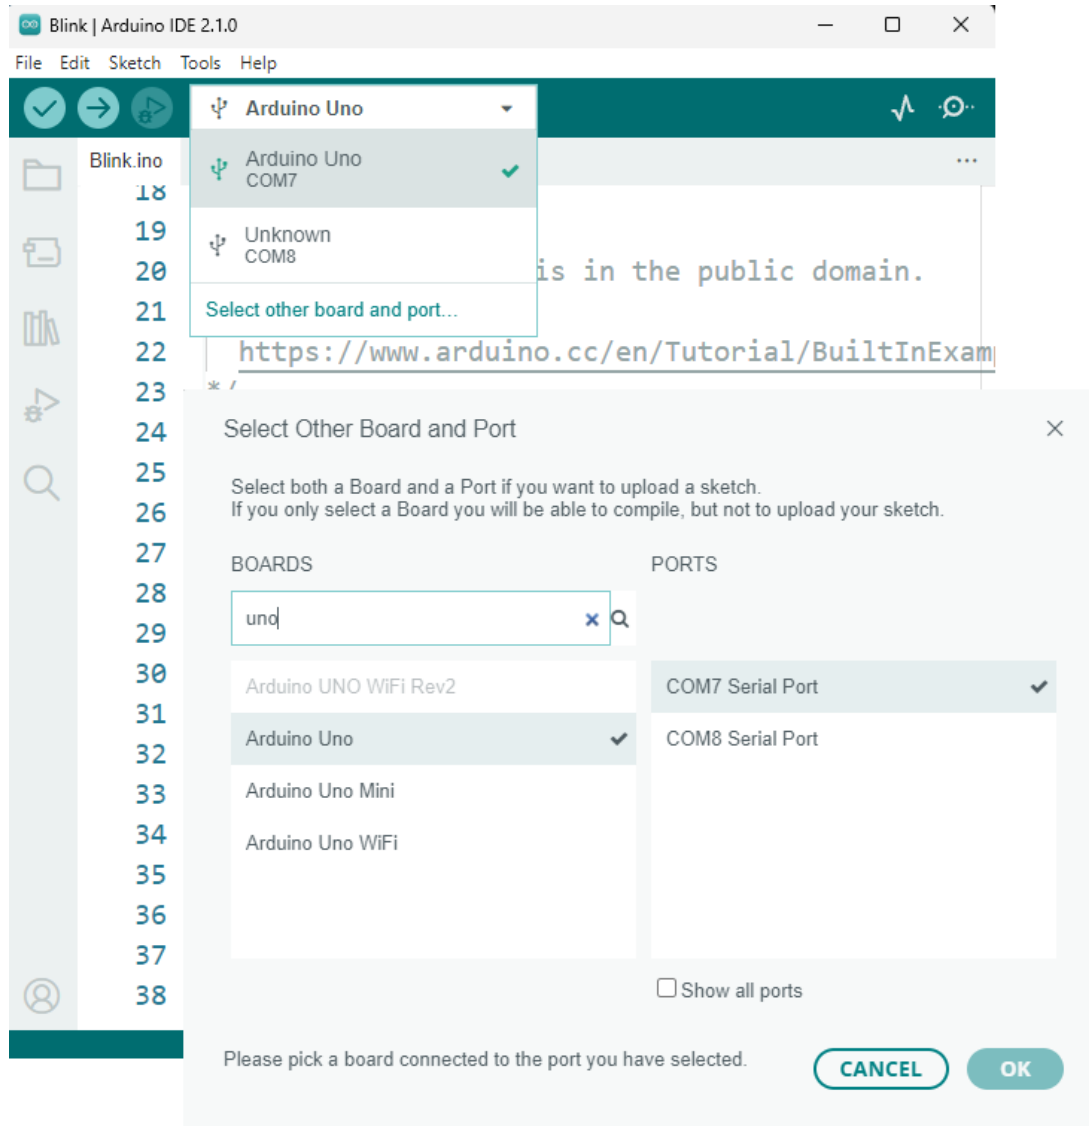 Blink | Arduino IDE 2.1.0
File Edit Sketch Tools Help
Arduino Uno
Blink.ino
Arduino Uno
COM7
18
19
Unknown
COM8
20 is in the public domain.
21
Select other board and port...
22 https://www.arduino.cc/en/Tutorial/BuiltInExam
23 */
24
25
26
27
28
29
30
31
32
33
34
35
36
37
38
Select Other Board and Port
Select both a Board and a Port if you want to upload a sketch.
If you only select a Board you will be able to compile, but not to upload your sketch.
BOARDS
PORTS
uno
Arduino UNO WiFi Rev2
Arduino Uno
Arduino Uno Mini
Arduino Uno WiFi
COM7 Serial Port
COM8 Serial Port
Show all ports
Please pick a board connected to the port you have selected.
CANCEL
OK